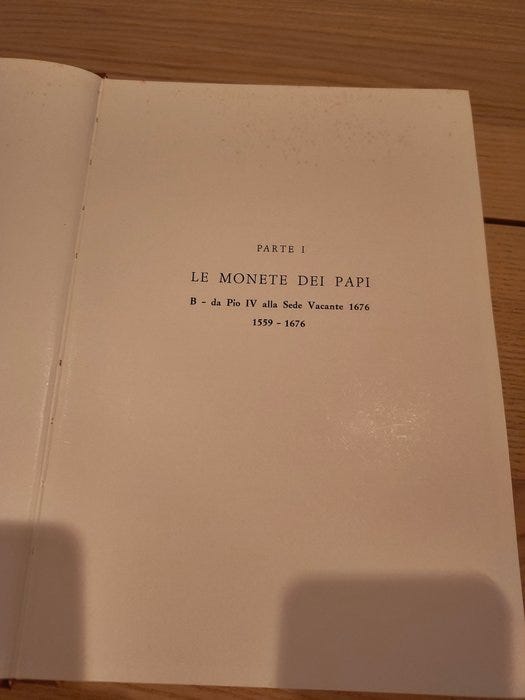 PARTE I
LE MONETE DEI PAPI
B - da Pio IV alla Sede Vacante 1676
1559 - 1676